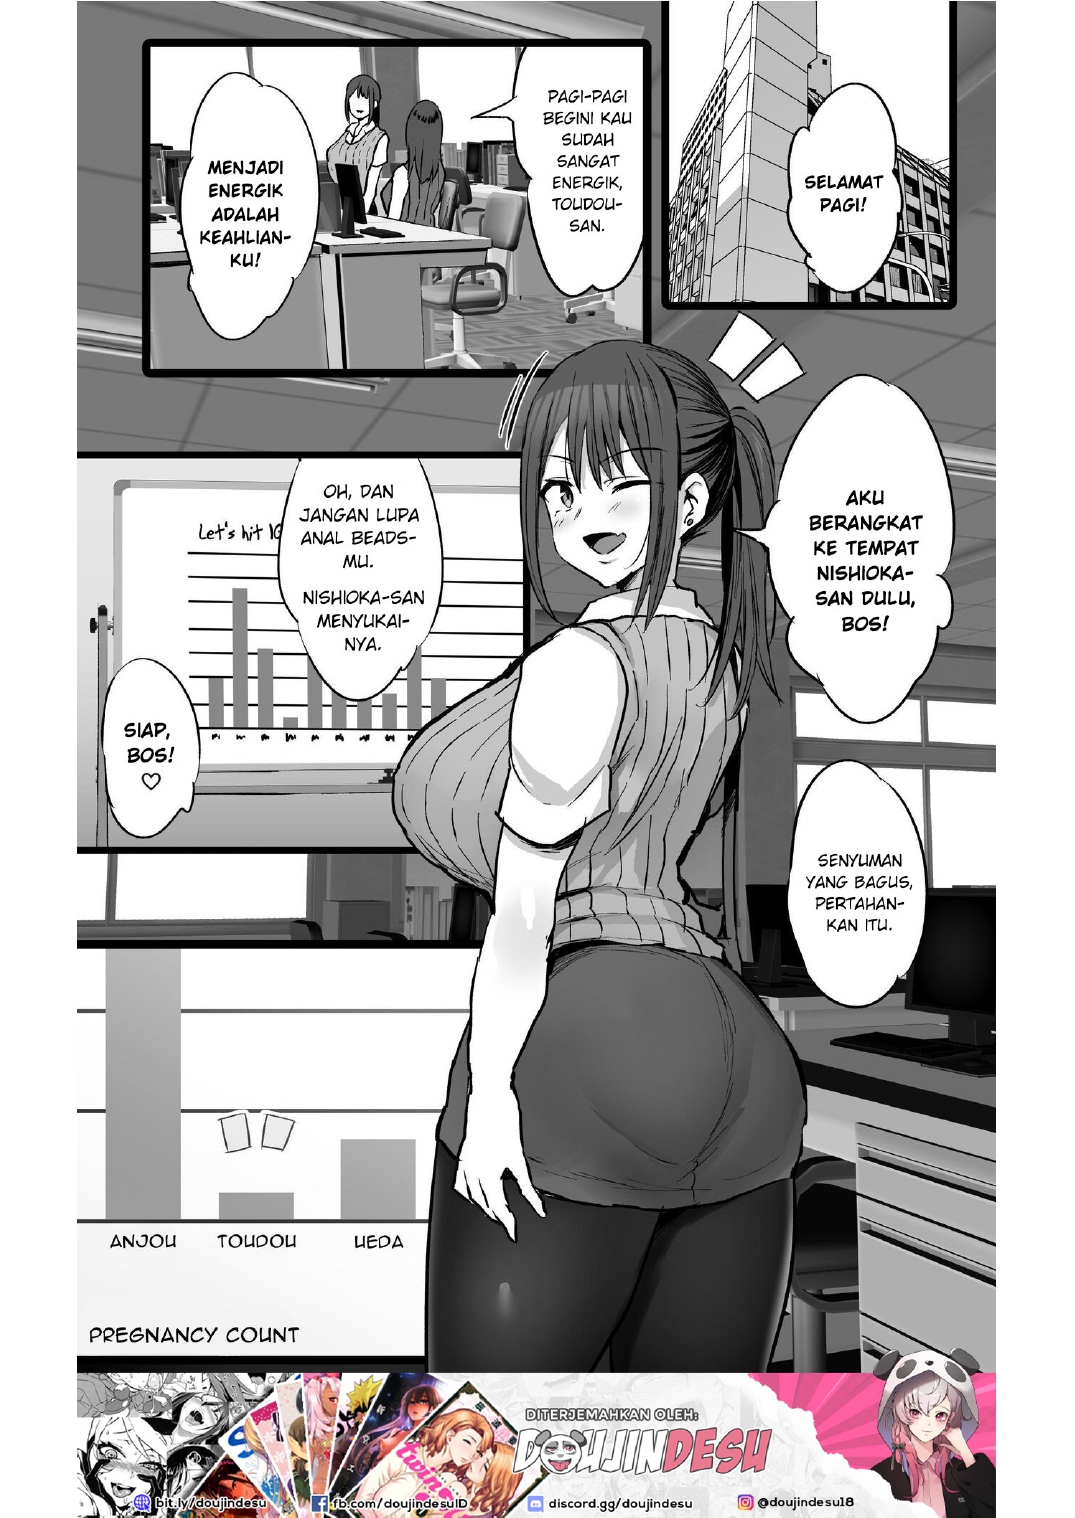 SELAMAT
PAGI!
PAGI-PAGI
BEGINI KAU
SUDAH
SANGAT
ENERGIK,
TOUDOU-
SAN.
MENJADI
ENERGIK
ADALAH
KEAHLIAN-
KU!
AKU
BERANGKAT
KE TEMPAT
NISHIOKA-
SAN DULU,
BOS!
Let's hit
OH, DAN
JANGAN LUPA
ANAL BEADS-
MU.
NISHIOKA-SAN
MENYUKAI-
NYA.
SIAP,
BOS!
♡
SENYUMAN
YANG BAGUS,
PERTAHAN-
KAN ITU.
ANJOU TOUDOU UEDA
PREGNANCY COUNT
DITERJEMAHKAN OLEH:
DOUJINDESU
bit.ly/doujindesu fb.com/doujindesuID discord.gg/doujindesu @doujindesu18